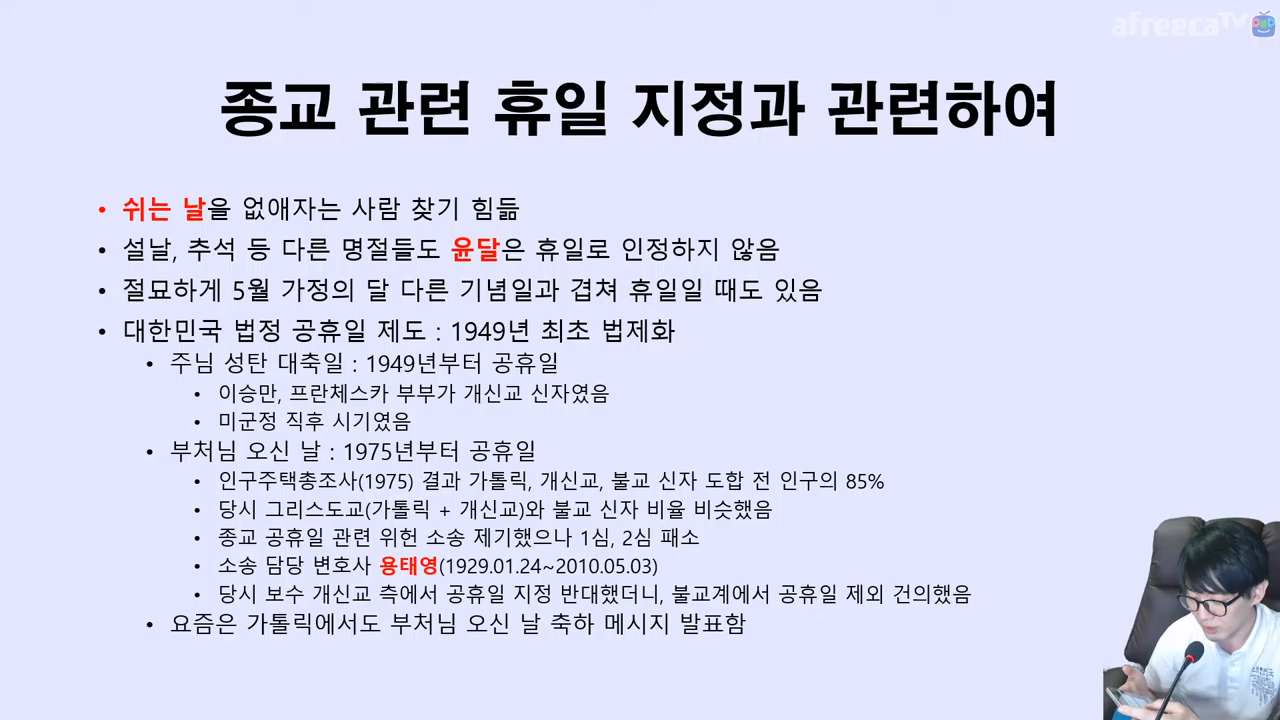 afreecaTV
종교 관련 휴일 지정과 관련하여
• 쉬는 날을 없애자는 사람 찾기 힘듦
• 설날, 추석 등 다른 명절들도 윤달은 휴일로 인정하지 않음
• 절묘하게 5월 가정의 달 다른 기념일과 겹쳐 휴일일 때도 있음
• 대한민국 법정 공휴일 제도 : 1949년 최초 법제화
• 주님 성탄 대축일 : 1949년부터 공휴일
• 이승만, 프란체스카 부부가 개신교 신자였음
• 미군정 직후 시기였음
• 부처님 오신 날 : 1975년부터 공휴일
• 인구주택총조사(1975) 결과 가톨릭, 개신교, 불교 신자 도합 전 인구의 85%
• 당시 그리스도교(가톨릭 + 개신교)와 불교 신자 비율 비슷했음
• 종교 공휴일 관련 위헌 소송 제기했으나 1심, 2심 패소
• 소송 담당 변호사 용태영(1929.01.24~2010.05.03)
• 당시 보수 개신교 측에서 공휴일 지정 반대했더니, 불교계에서 공휴일 제외 건의했음
• 요즘은 가톨릭에서도 부처님 오신 날 축하 메시지 발표함